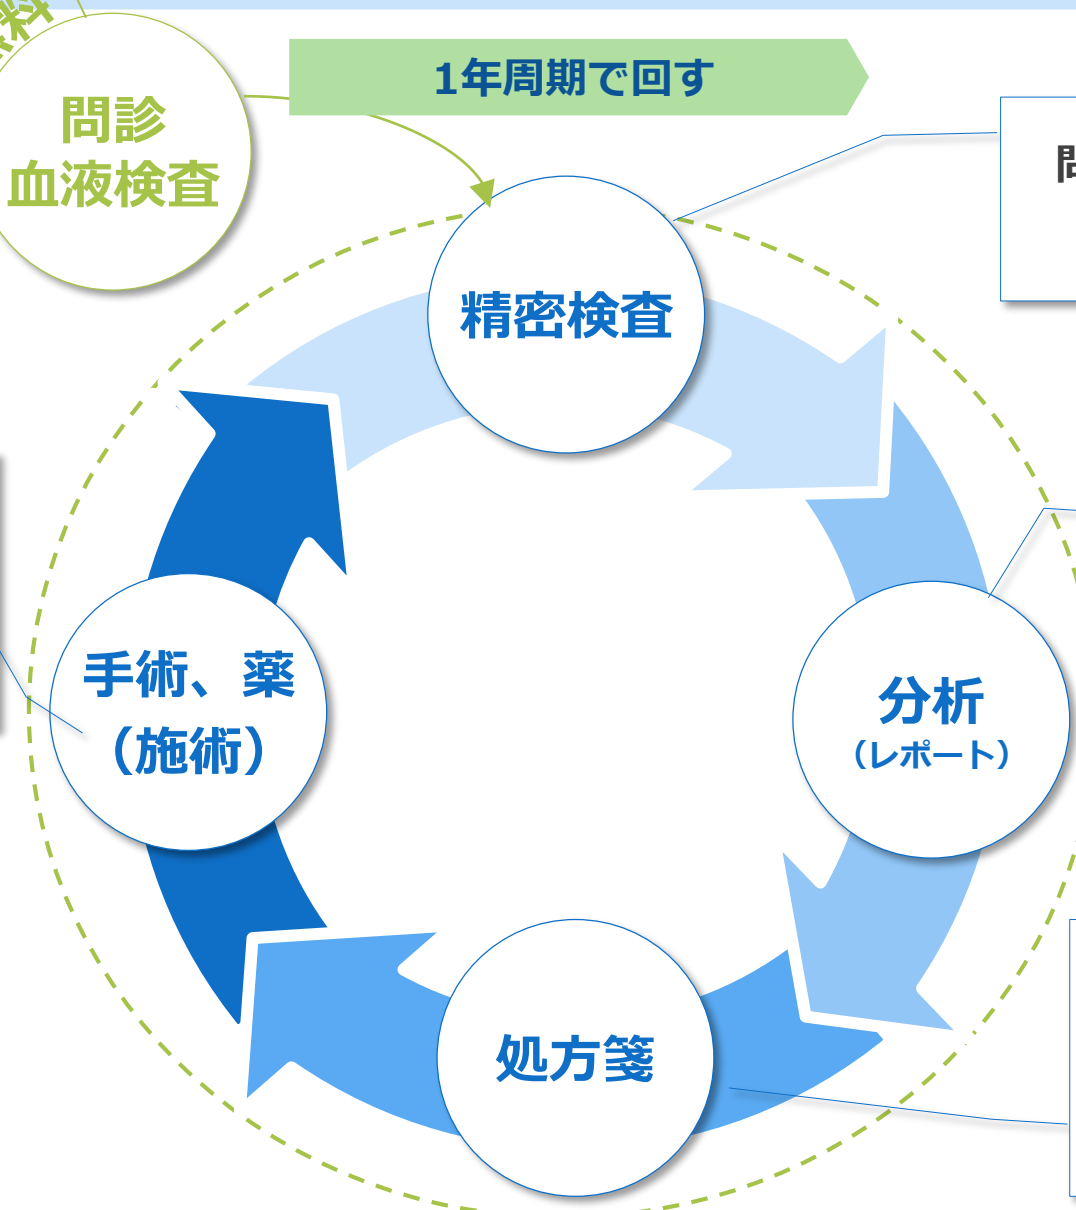 1年周期で回す
問診
血液検査
精密検査
分析
（レポート）
処方箋
手術、薬
（施術）